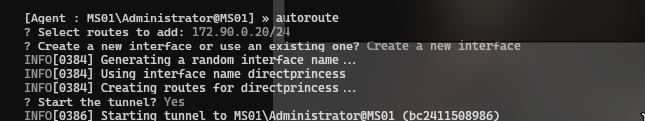 [Agent : MS01\Administrator@MS01] » autoroute
? Select routes to add: 172.90.0.20/24
? Create a new interface or use an existing one? Create a new interface
INFO[0384] Generating a random interface name...
INFO[0384] Using interface name directprincess
INFO[0384] Creating routes for directprincess...
? Start the tunnel? Yes
INFO[0386] Starting tunnel to MS01\Administrator@MS01 (bc2411508986)